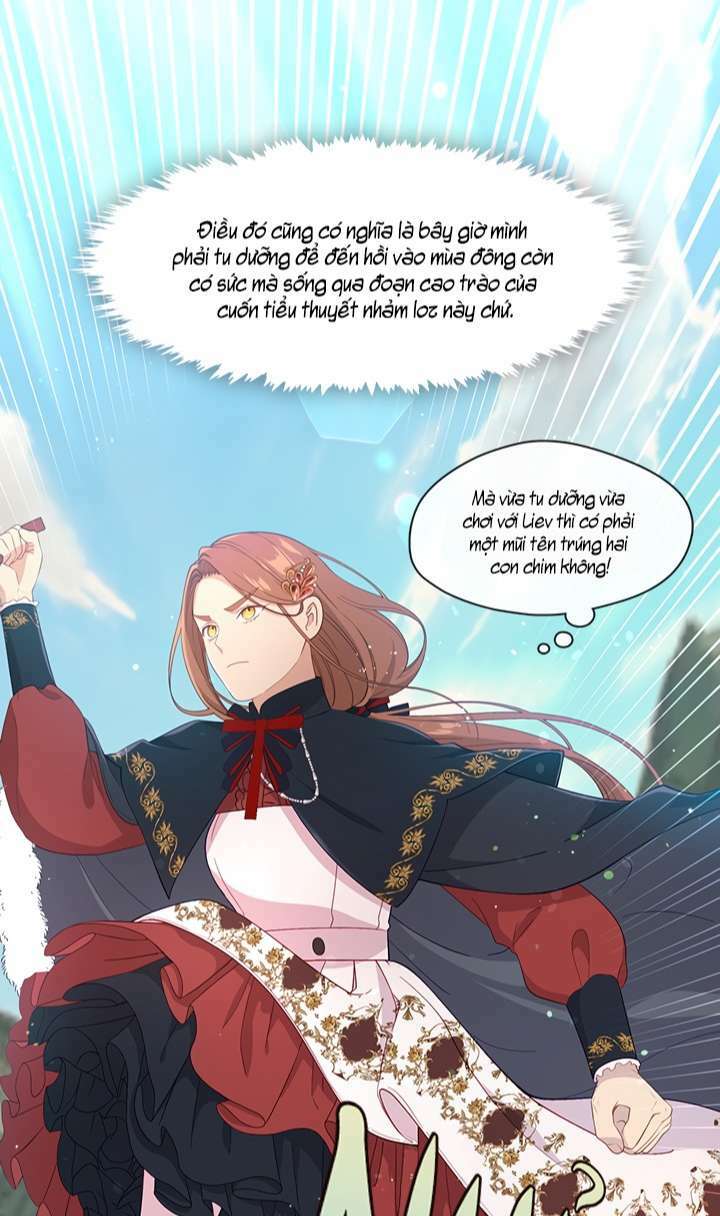 Điều đó cũng có nghĩa là bây giờ mình
phải tu dưỡng để đến hồi vào mùa đông còn
có sức mà sống qua đoạn cao trào của
cuốn tiểu thuyết nhảm loz này chứ.
Mà vừa tu dưỡng vừa
chơi với Liev thì có phải
một mũi tên trúng hai
con chim không!